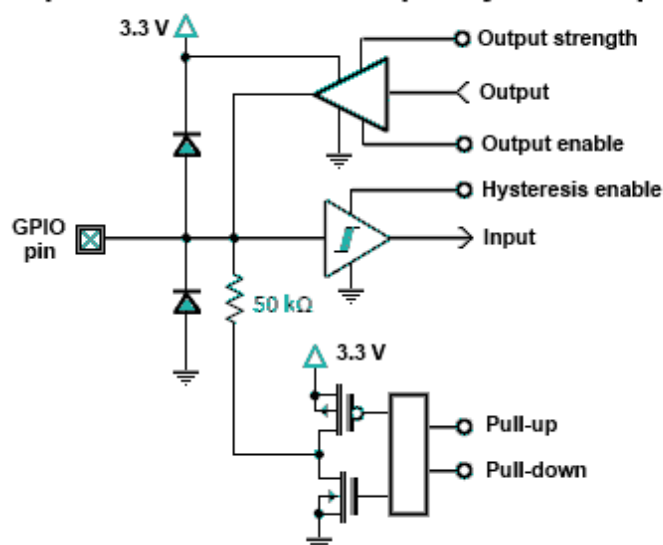 3.3 V
Output strength
Output
Output enable
Hysteresis enable
GPIO
pin
Input
50 kΩ
3.3 V
Pull-up
Pull-down